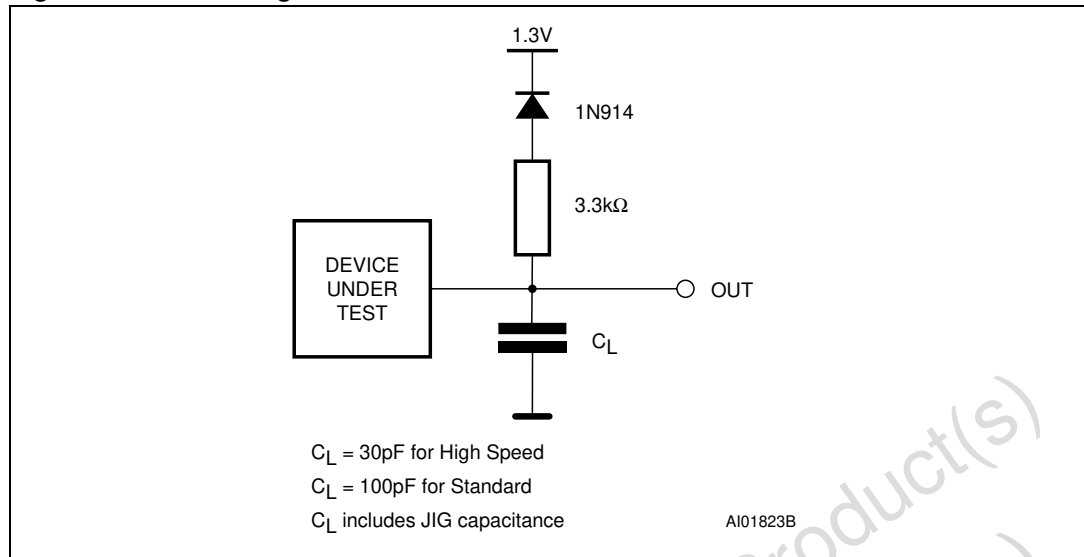 1.3V
1N914
3.3kΩ
DEVICE
UNDER
TEST
OUT
CL
CL = 30pF for High Speed
CL = 100pF for Standard
CL includes JIG capacitance
AI01823B